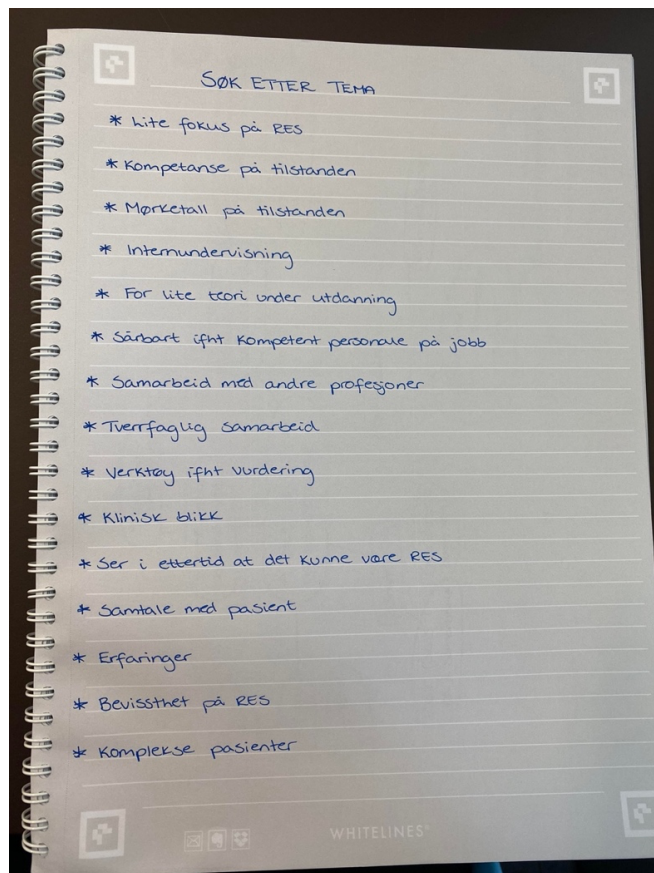 SØK ETTER TEMA
* Lite fokus på RES
* Kompetanse på tilstanden
* Mørketall på tilstanden
* Internundervisning
* For lite teori under utdanning
* Sårbart ifht kompetent personale på jobb
* Samarbeid med andre profesjoner
* Tverrfaglig samarbeid
* Verktøy ifht vurdering
* Klinisk blikk
* Ser i ettertid at det kunne være RES
* Samtale med pasient
* Erfaringer
* Bevissthet på RES
* Komplekse pasienter
WHITELINES®